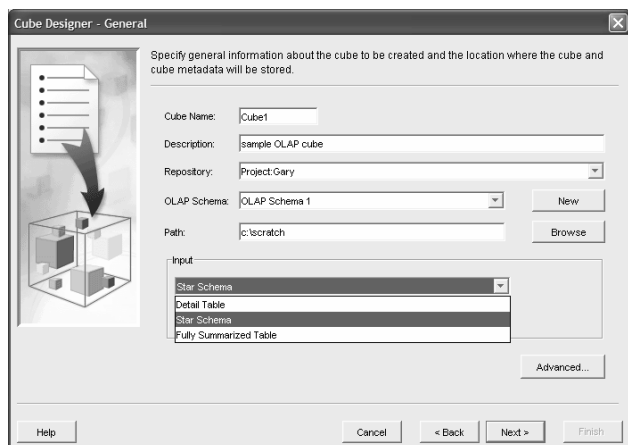 Cube Designer - General
Specify general information about the cube to be created and the location where the cube and
cube metadata will be stored.
Cube Name: Cube1
Description: sample OLAP cube
Repository: Project:Gary
OLAP Schema: OLAP Schema 1 New
Path: c:\scratch Browse
Input
Star Schema
Detail Table
Star Schema
Fully Summarized Table
Advanced...
Help Cancel < Back Next > Finish